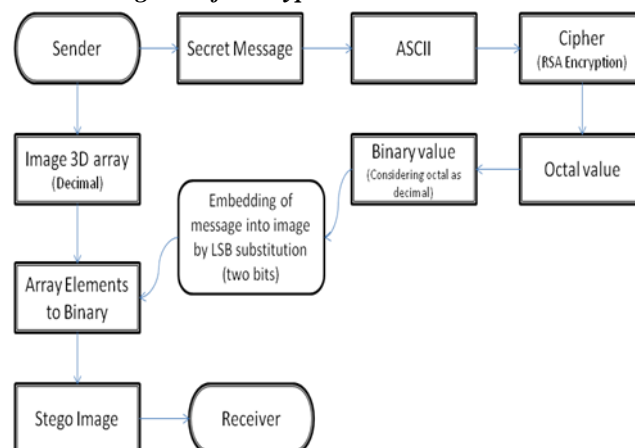 Sender
Secret Message
ASCII
Cipher
(RSA Encryption)
Image 3D array
(Decimal)
Binary value
(Considering octal as
decimal)
Octal value
Embedding of
message into image
by LSB substitution
(two bits)
Array Elements
to Binary
Stego Image
Receiver